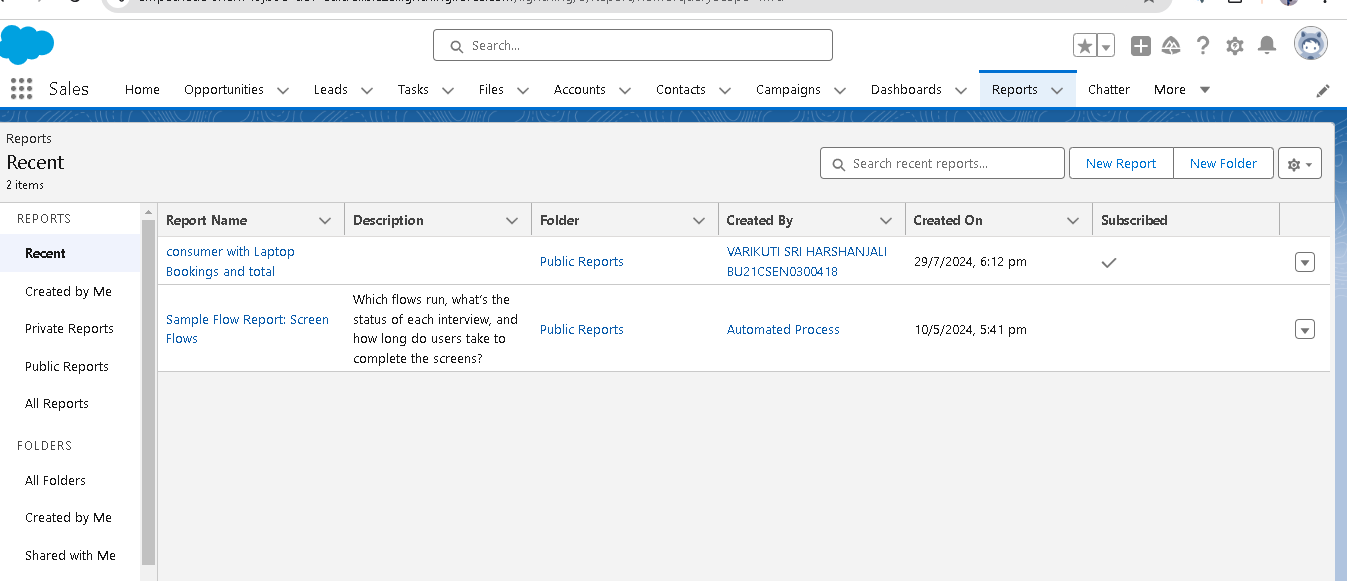 Search...
Sales
Home
Opportunities
Leads
Tasks
Files
Accounts
Contacts
Campaigns
Dashboards
Reports
Chatter
More
Reports
Recent
2 items
Search recent reports...
New Report
New Folder
REPORTS
Recent
Created by Me
Private Reports
Public Reports
All Reports
FOLDERS
All Folders
Created by Me
Shared with Me
Report Name
Description
Folder
Created By
Created On
Subscribed
consumer with Laptop
Bookings and total
Public Reports
VARIKUTI SRI HARSHANJALI
BU21CSEN0300418
29/7/2024, 6:12 pm
Sample Flow Report: Screen
Flows
Which flows run, what's the
status of each interview, and
how long do users take to
complete the screens?
Public Reports
Automated Process
10/5/2024, 5:41 pm